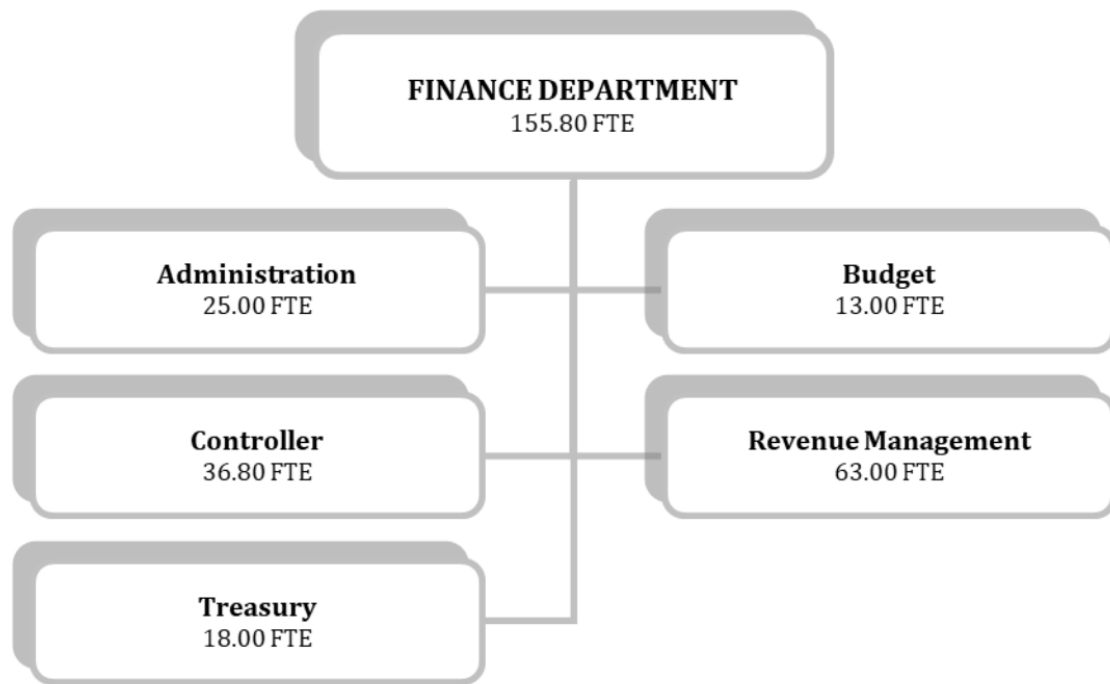 FINANCE DEPARTMENT
155.80 FTE
Administration
25.00 FTE
Budget
13.00 FTE
Controller
36.80 FTE
Revenue Management
63.00 FTE
Treasury
18.00 FTE